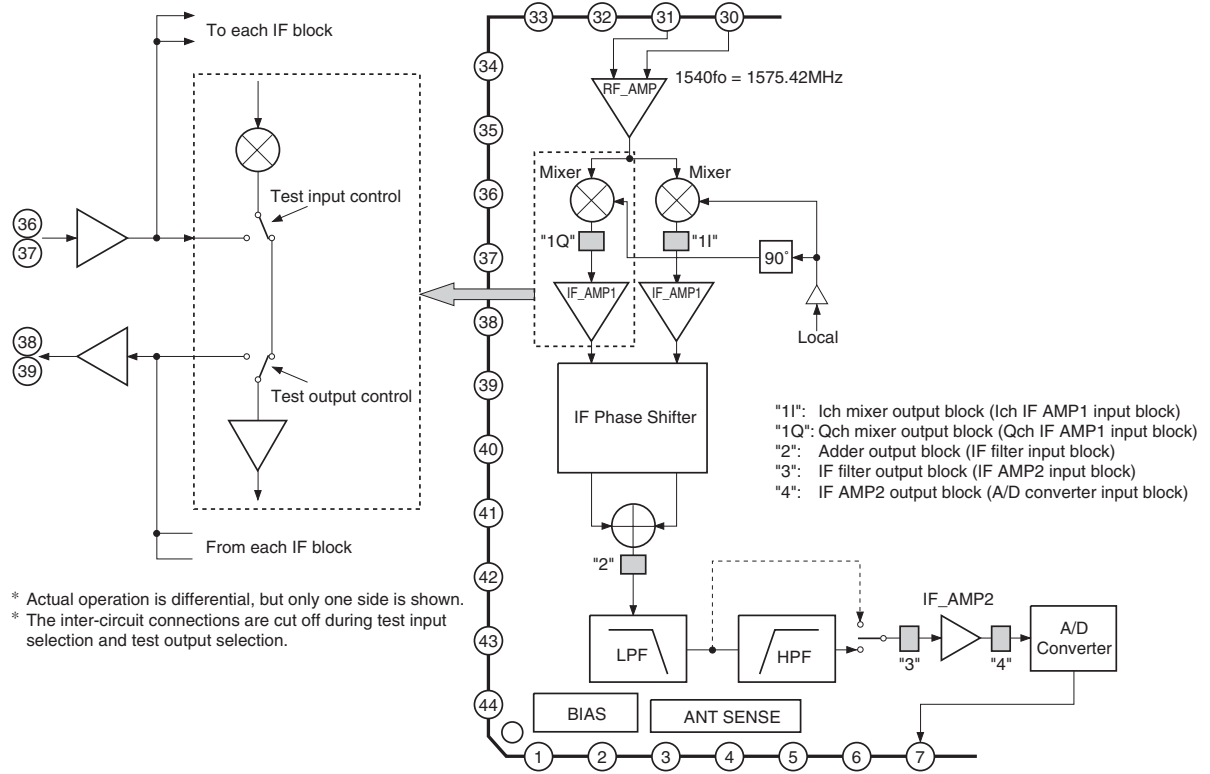 To each IF block
33
32
31
30
34
1540fo = 1575.42MHz
RF_AMP
35
Mixer
Mixer
36
Test input control
36
37
"1Q"
"1I"
37
90°
IF_AMP1
IF_AMP1
38
38
39
Local
39
Test output control
IF Phase Shifter
"1I": Ich mixer output block (Ich IF AMP1 input block)
"1Q": Qch mixer output block (Qch IF AMP1 input block)
"2": Adder output block (IF filter input block)
"3": IF filter output block (IF AMP2 input block)
"4": IF AMP2 output block (A/D converter input block)
40
41
From each IF block
"2"
42
* Actual operation is differential, but only one side is shown.
* The inter-circuit connections are cut off during test input
selection and test output selection.
IF_AMP2
A/D
Converter
43
LPF
HPF
"3"
"4"
44
BIAS
ANT SENSE
1
2
3
4
5
6
7